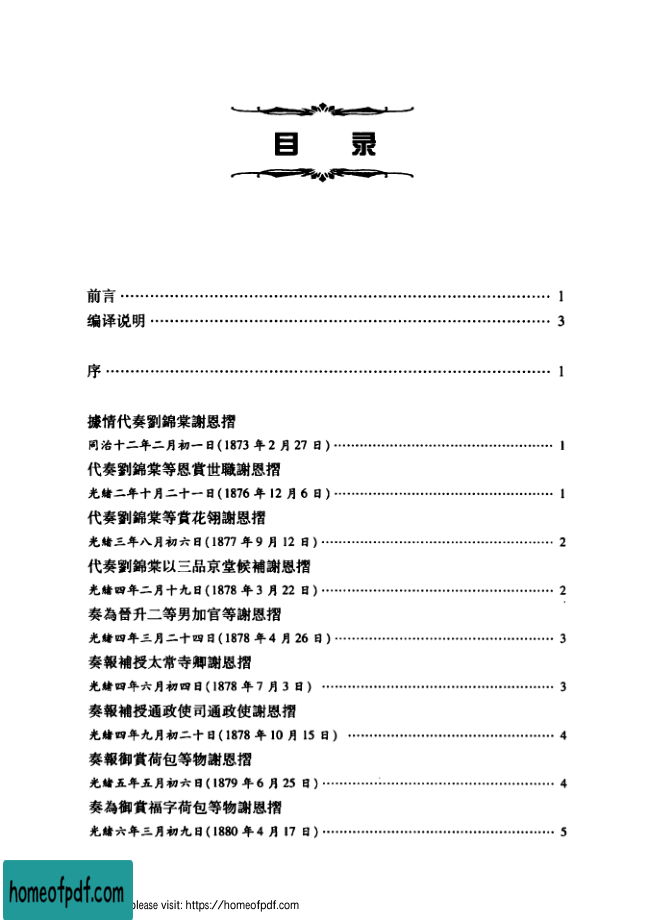 目 录
前言 ………… 1
编译说明 ………… 3
序 ………… 1
據情代奏劉錦棠謝恩摺
同治十二年二月初一日(1873 年 2 月 27 日) ………… 1
代奏劉錦棠等恩賞世職謝恩摺
光緒二年十月二十一日(1876 年 12 月 6 日) ………… 1
代奏劉錦棠等賞花翎謝恩摺
光緒三年八月初六日(1877 年 9 月 12 日) ………… 2
代奏劉錦棠以三品京堂候補謝恩摺
光緒四年二月十九日(1878 年 3 月 22 日) ………… 2
奏為晉升二等男加官等謝恩摺
光緒四年三月二十四日(1878 年 4 月 26 日) ………… 3
奏報補授太常寺卿謝恩摺
光緒四年六月初四日(1878 年 7 月 3 日) ………… 3
奏報補授通政使司通政使謝恩摺
光緒四年九月初二十日(1878 年 10 月 15 日) ………… 4
奏報御賞荷包等物謝恩摺
光緒五年五月初六日(1879 年 6 月 25 日) ………… 4
奏為御賞福字荷包等物謝恩摺
光緒六年三月初九日(1880 年 4 月 17 日) ………… 5
homeofpdf.com
please visit: https://homeofpdf.com